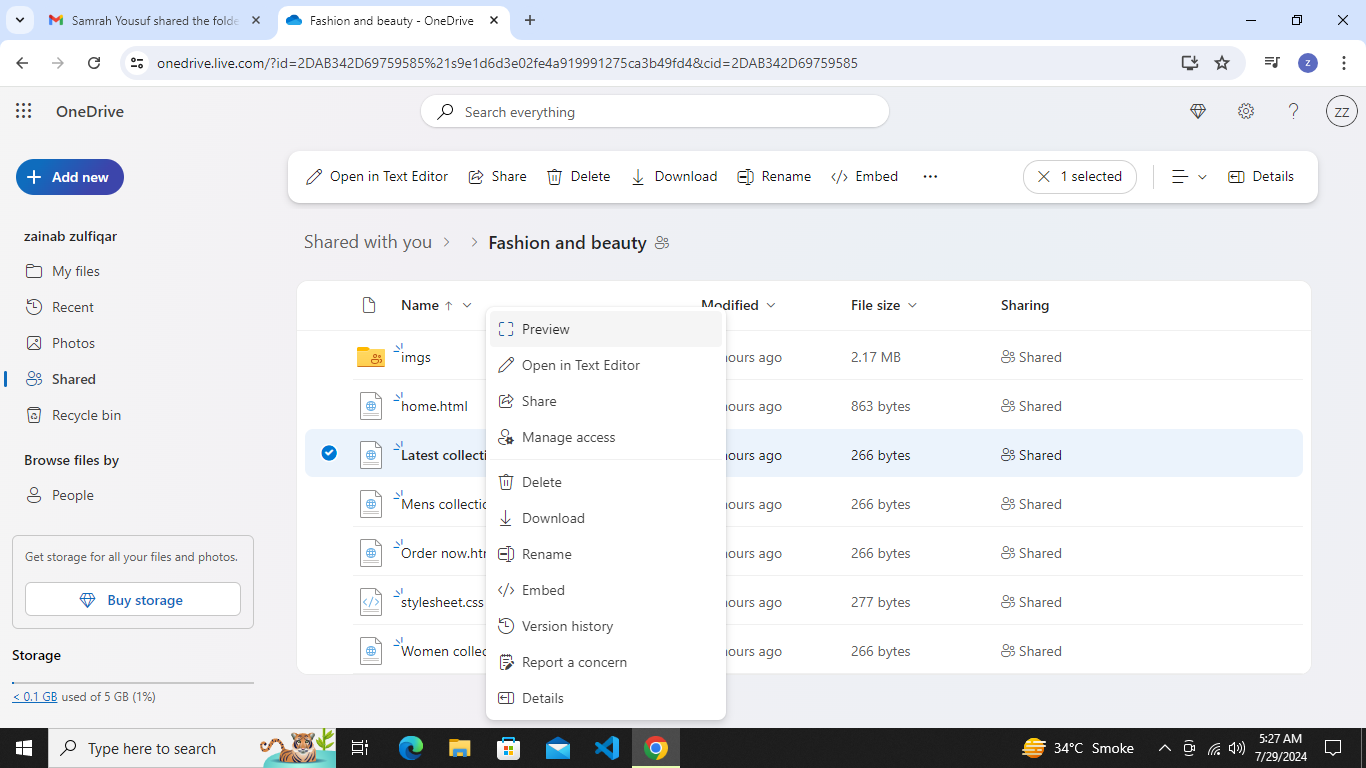 Samrah Yousuf shared the folde
Fashion and beauty - OneDrive
onedrive.live.com/?id=2DAB342D69759585%21s9e1d6d3e02fe4a919991275ca3b49fd4&cid=2DAB342D69759585
z
OneDrive
Search everything
ZZ
Add new
Open in Text Editor
Share
Delete
Download
Rename
Embed
1 selected
Details
zainab zulfiqar
My files
Recent
Photos
Shared
Recycle bin
Browse files by
People
Get storage for all your files and photos.
Buy storage
Storage
< 0.1 GB used of 5 GB (1%)
Shared with you
Fashion and beauty
Name
Modified
File size
Sharing
imgs
hours ago
2.17 MB
Shared
home.html
hours ago
863 bytes
Shared
Latest collecti
hours ago
266 bytes
Shared
Mens collectio
hours ago
266 bytes
Shared
Order now.htr
hours ago
266 bytes
Shared
stylesheet.css
hours ago
277 bytes
Shared
Women collec
hours ago
266 bytes
Shared
Preview
Open in Text Editor
Share
Manage access
Delete
Download
Rename
Embed
Version history
Report a concern
Details
Type here to search
34°C Smoke
5:27 AM
7/29/2024